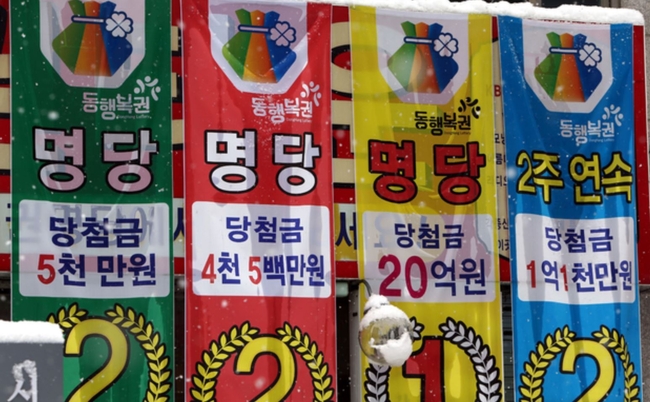 동행복권
명당
당첨금
5천 만원
2
동행복권
명당
당첨금
4천 5백만원
2
동행복권
명당
당첨금
20억원
1
동행복권
2주 연속
당첨금
1억1천만원
2
서